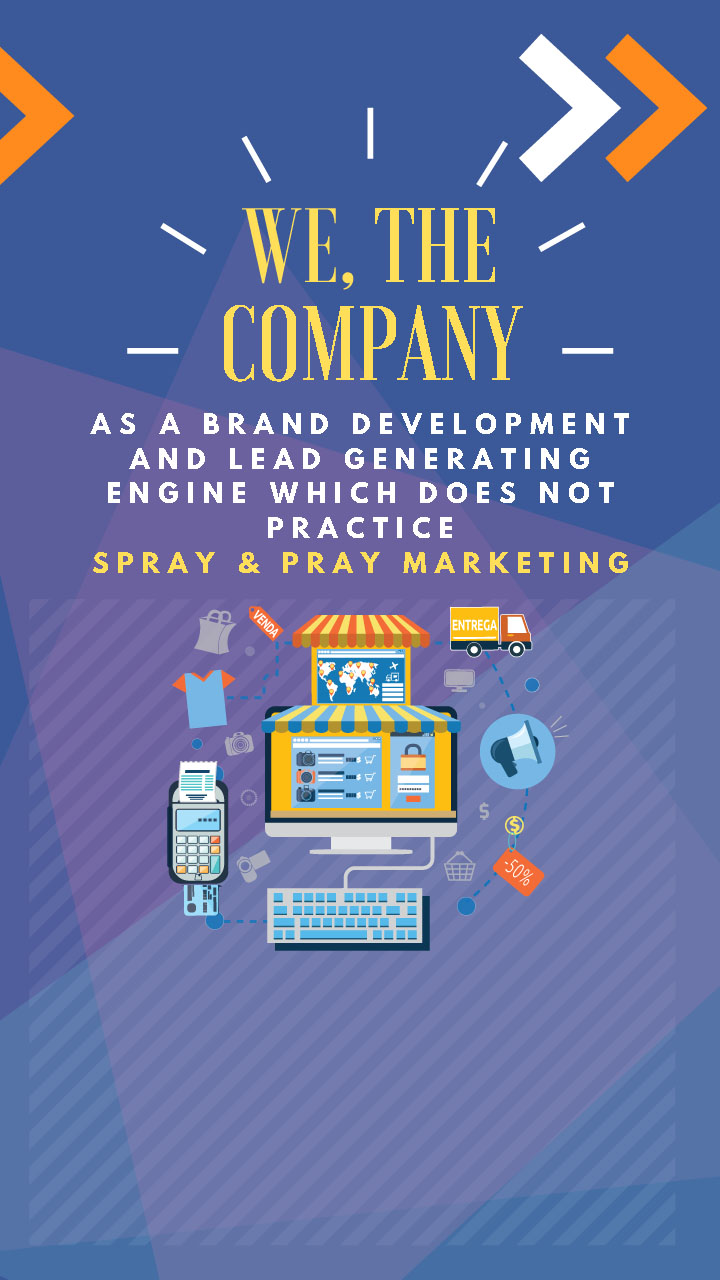 WE, THE
COMPANY
AS A BRAND DEVELOPMENT
AND LEAD GENERATING
ENGINE WHICH DOES NOT
PRACTICE
SPRAY & PRAY MARKETING
VENDA
ENTREGA
$
$
-50%